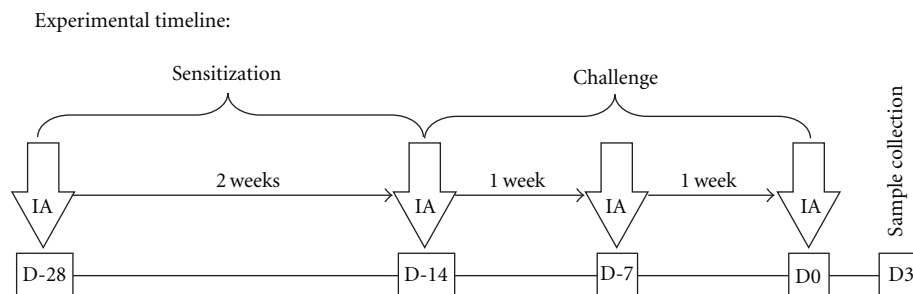 Experimental timeline:
Sensitization
Challenge
Sample collection
2 weeks
1 week
1 week
IA
IA
IA
IA
D-28
D-14
D-7
D0
D3